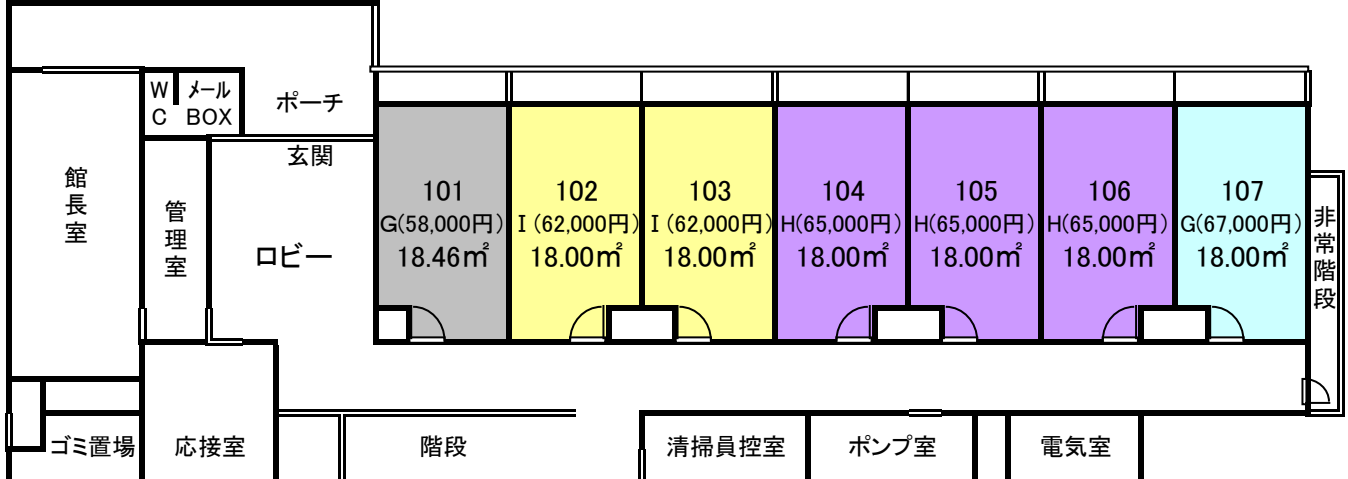 W
C
メール
BOX
ポーチ
玄関
館長室
管理室
ロビー
101
G(58,000円)
18.46㎡
102
I (62,000円)
18.00㎡
103
I (62,000円)
18.00㎡
104
H(65,000円)
18.00㎡
105
H(65,000円)
18.00㎡
106
H(65,000円)
18.00㎡
107
G(67,000円)
18.00㎡
非常階段
ゴミ置場
応接室
階段
清掃員控室
ポンプ室
電気室